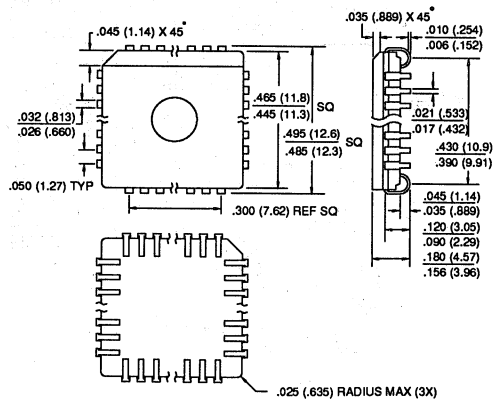 .045 (1.14) X 45°
.035 (.889) X 45°
.010 (.254)
.006 (.152)
.465 (11.8)
.445 (11.3)
SQ
.032 (.813)
.026 (.660)
.021 (.533)
.017 (.432)
.495 (12.6)
.485 (12.3)
SQ
.430 (10.9)
.390 (9.91)
.050 (1.27) TYP
.300 (7.62) REF SQ
.045 (1.14)
.035 (.889)
.120 (3.05)
.090 (2.29)
.180 (4.57)
.156 (3.96)
.025 (.635) RADIUS MAX (3X)